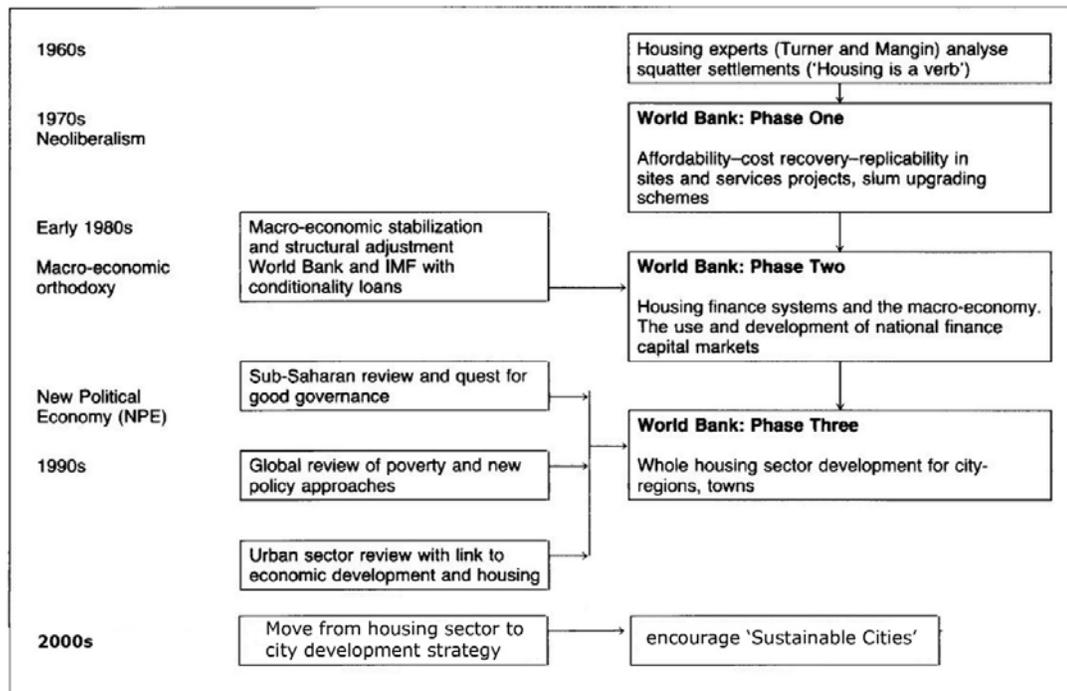 1960s
Housing experts (Turner and Mangin) analyse
squatter settlements (‘Housing is a verb’)
1970s
Neoliberalism
World Bank: Phase One
Affordability–cost recovery–replicability in
sites and services projects, slum upgrading
schemes
Early 1980s
Macro-economic
orthodoxy
Macro-economic stabilization
and structural adjustment
World Bank and IMF with
conditionality loans
World Bank: Phase Two
Housing finance systems and the macro-economy.
The use and development of national finance
capital markets
New Political
Economy (NPE)
Sub-Saharan review and quest for
good governance
World Bank: Phase Three
Whole housing sector development for city-
regions, towns
1990s
Global review of poverty and new
policy approaches
Urban sector review with link to
economic development and housing
2000s
Move from housing sector to
city development strategy
encourage ‘Sustainable Cities’